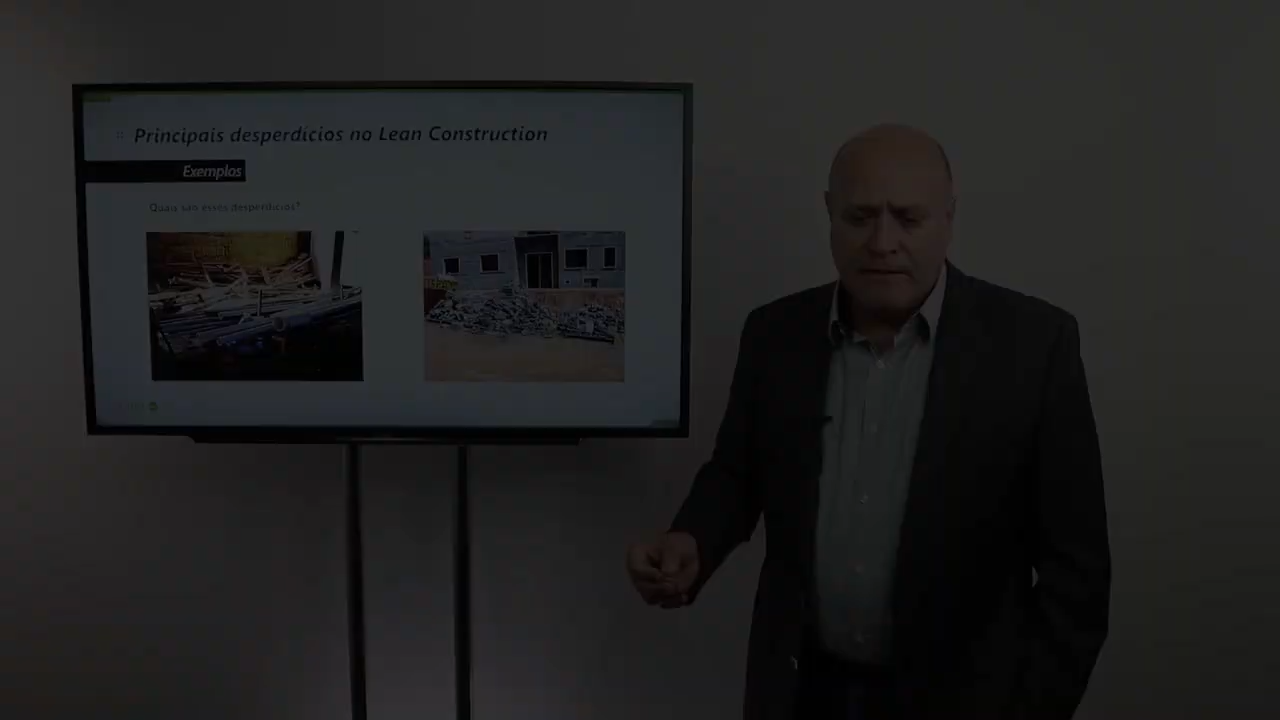 Principais desperdícios no Lean Construction
Exemplos
Quais são esses desperdícios?